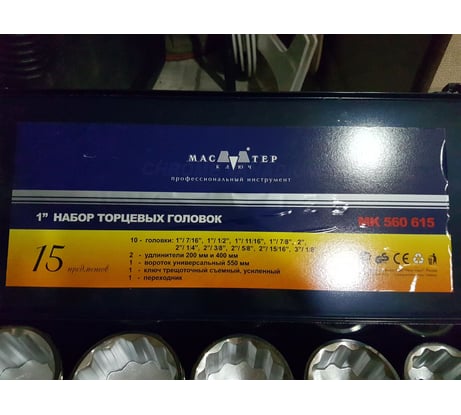 МАСТЕР
КЛЮЧ
профессиональный инструмент
1" НАБОР ТОРЦЕВЫХ ГОЛОВОК
МК 560 615
15 предметов
10 - головки: 1"/ 7/16", 1"/ 1/2", 1"/ 11/16", 1"/ 7/8", 2",
2"/ 1/4", 2"/ 3/8", 2"/ 5/8", 2"/ 15/16", 3"/ 1/8"
2 - удлинители 200 мм и 400 мм
1 - вороток универсальный 550 мм
1 - ключ трещоточный съемный, усиленный
1 - переходник